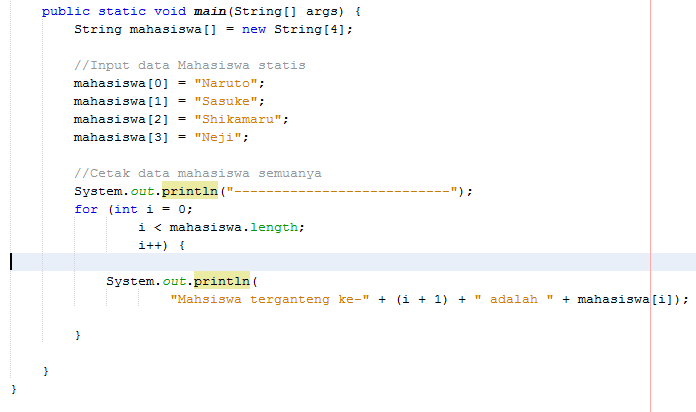 public static void main(String[] args) {
String mahasiswa[] = new String[4];
//Input data Mahasiswa statis
mahasiswa[0] = "Naruto";
mahasiswa[1] = "Sasuke";
mahasiswa[2] = "Shikamaru";
mahasiswa[3] = "Neji";
//Cetak data mahasiswa semuanya
System.out.println("---------------------------");
for (int i = 0;
i < mahasiswa.length;
i++) {
System.out.println(
"Mahsiswa terganteng ke-" + (i + 1) + " adalah " + mahasiswa[i]);
}
}
}